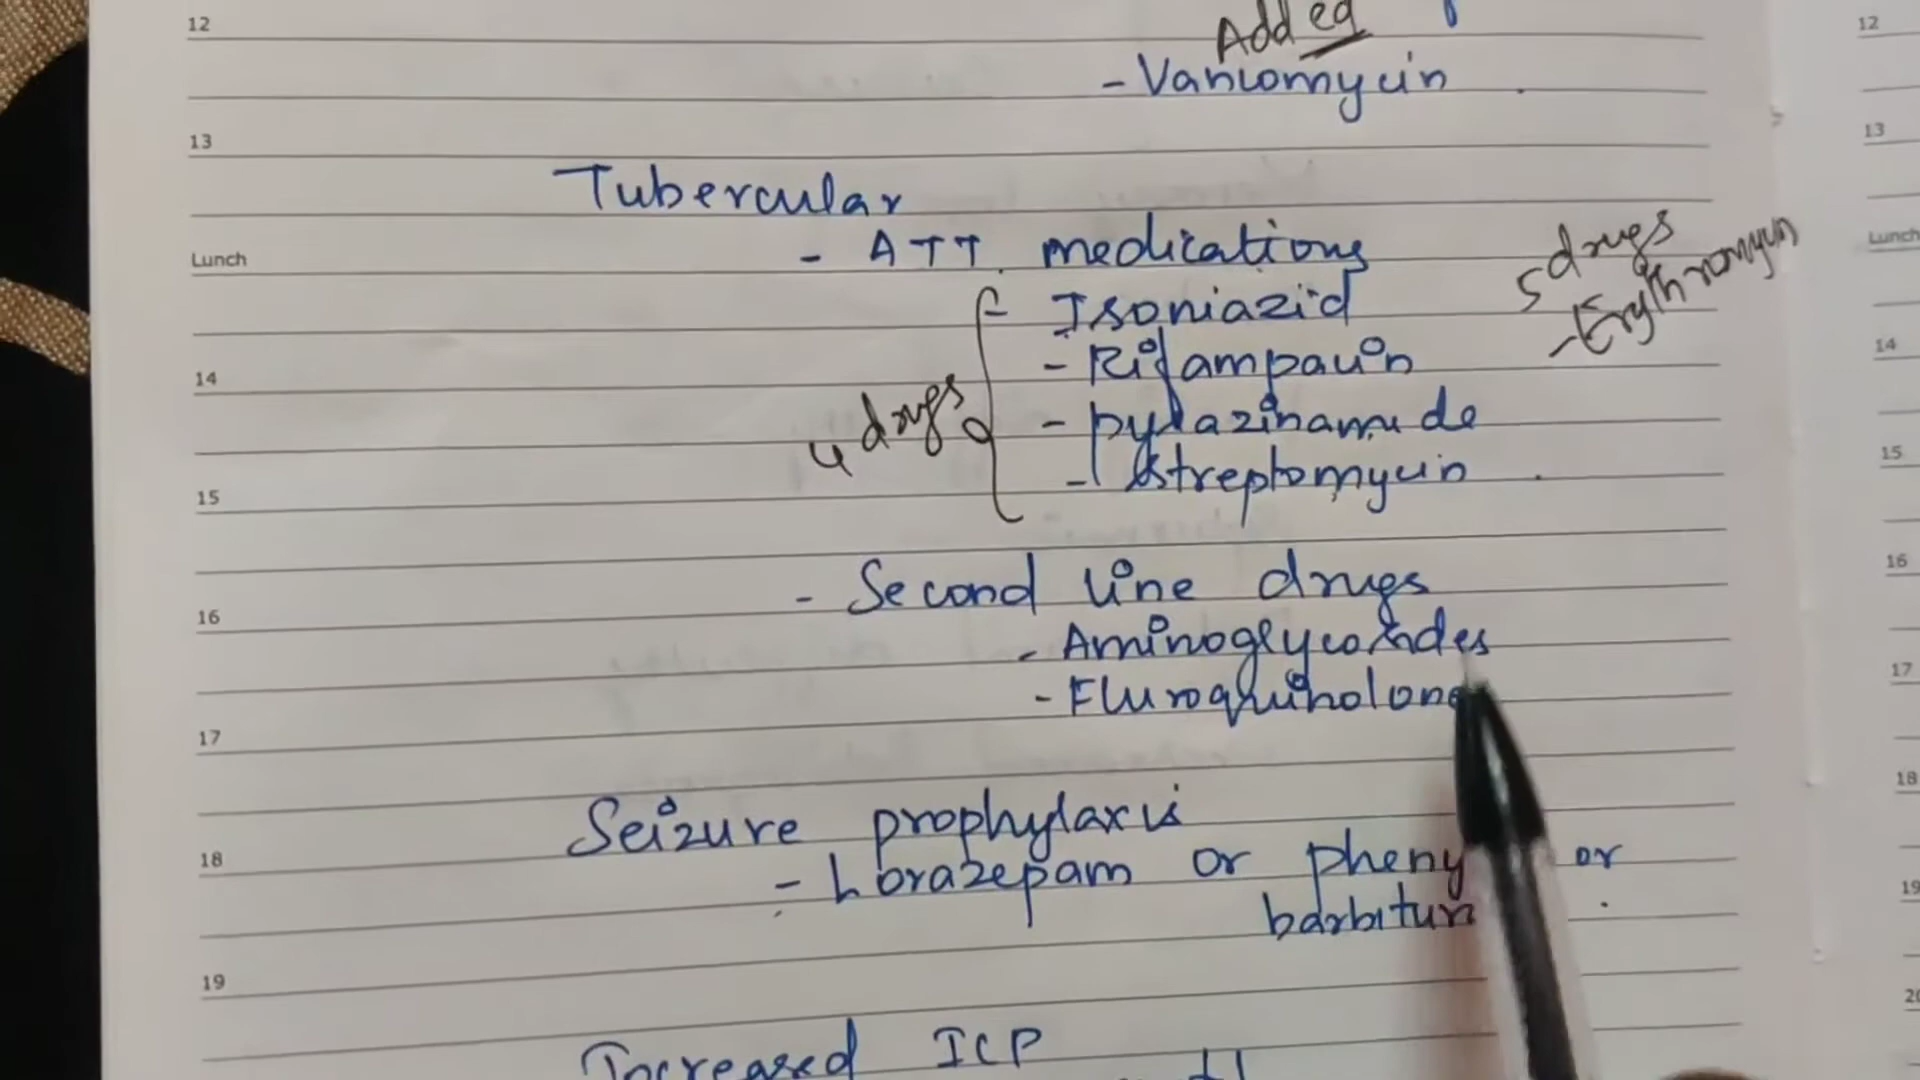 12
Added
- Vancomycin
13
Tubercular
Lunch
- ATT medications
5 drugs
- Erythromycin
Isoniazid
14
- Rifampacin
4 drugs
- pyrazinamide
- streptomycin
15
- Second line drugs
16
- Aminoglycosides
- Fluroquinolone
17
Seizure prophylaxis
18
- Lorazepam or pheny or
barbitur
19
Increased ICP
12
13
Lunch
14
15
16
17
18
19
20